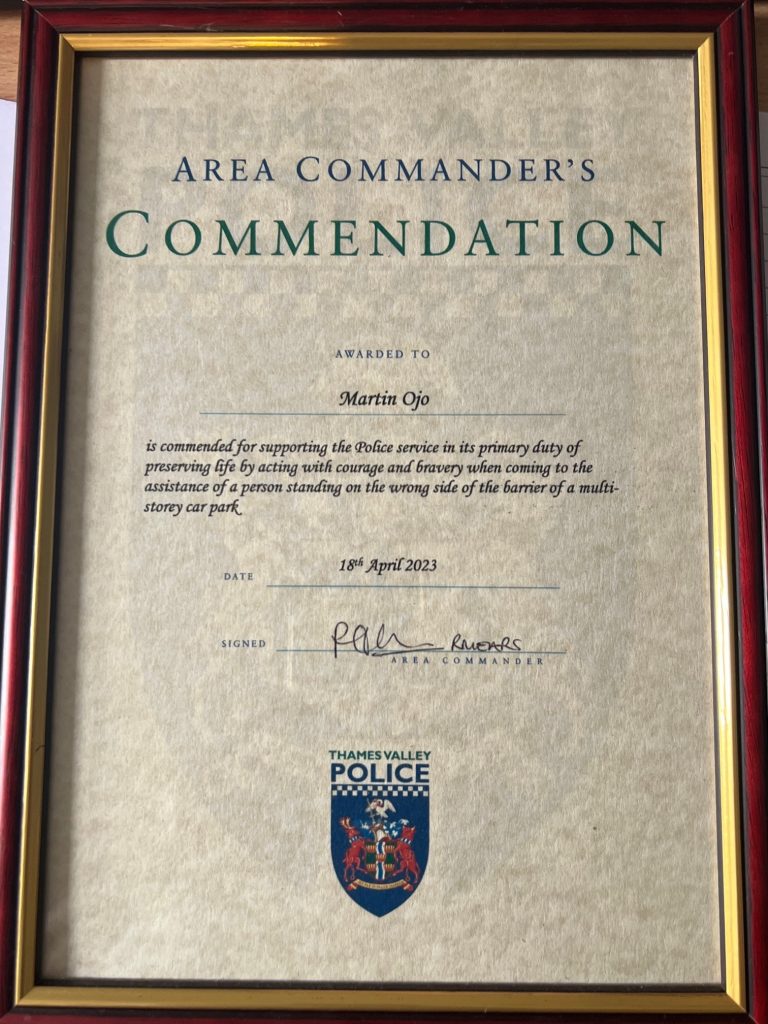 AREA COMMANDER'S
COMMENDATION
AWARDED TO
Martin Ojo
is commended for supporting the Police service in its primary duty of
preserving life by acting with courage and bravery when coming to the
assistance of a person standing on the wrong side of the barrier of a multi-
storey car park
DATE 18th April 2023
SIGNED RMEARS
AREA COMMANDER
THAMES VALLEY
POLICE